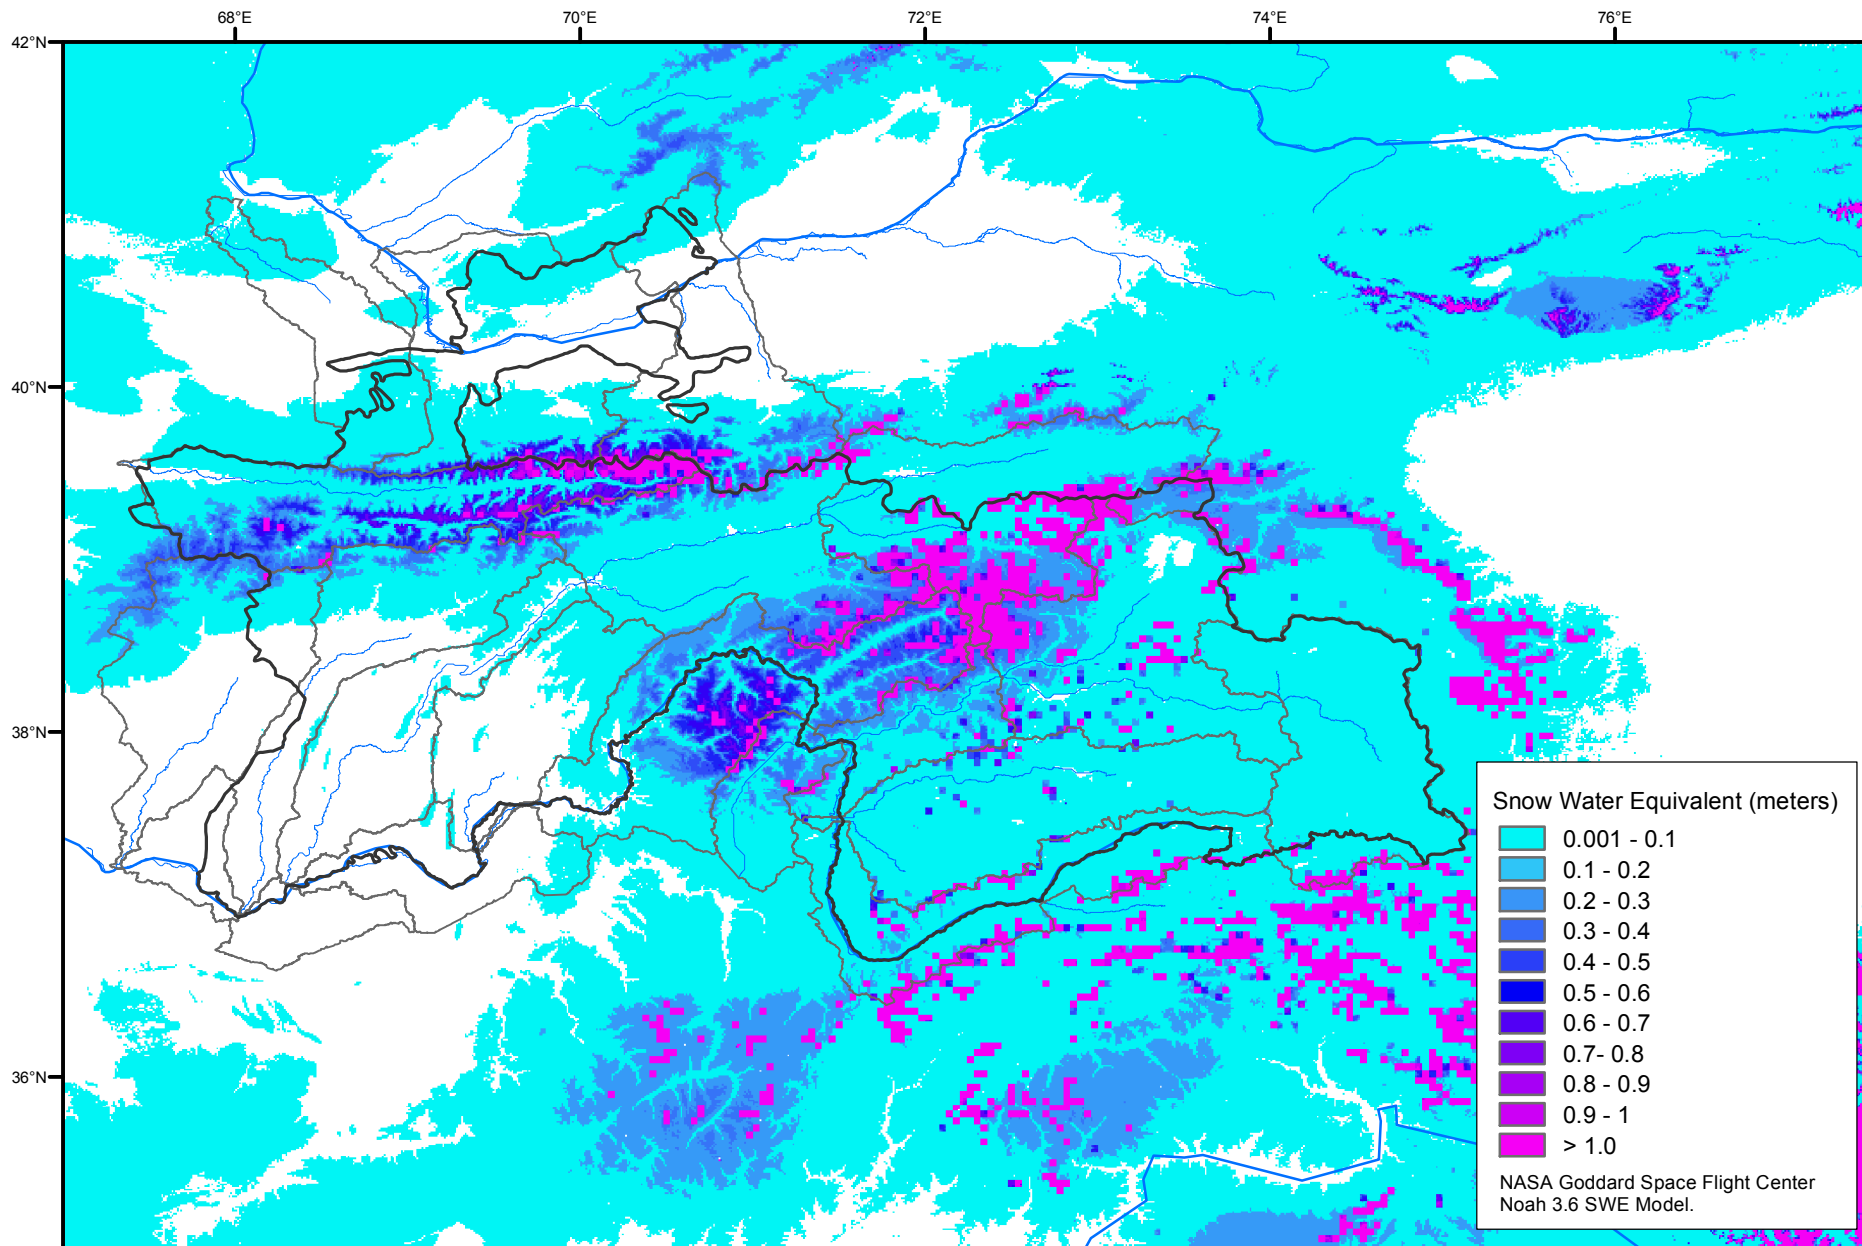 68°E
70°E
72°E
74°E
76°E
42°N
40°N
38°N
36°N
Snow Water Equivalent (meters)
0.001 - 0.1
0.1 - 0.2
0.2 - 0.3
0.3 - 0.4
0.4 - 0.5
0.5 - 0.6
0.6 - 0.7
0.7- 0.8
0.8 - 0.9
0.9 - 1
> 1.0
NASA Goddard Space Flight Center
Noah 3.6 SWE Model.